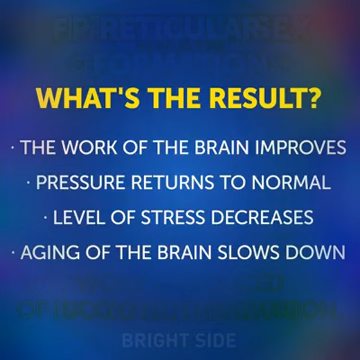 WHAT'S THE RESULT?
· THE WORK OF THE BRAIN IMPROVES
· PRESSURE RETURNS TO NORMAL
· LEVEL OF STRESS DECREASES
· AGING OF THE BRAIN SLOWS DOWN
BRIGHT SIDE